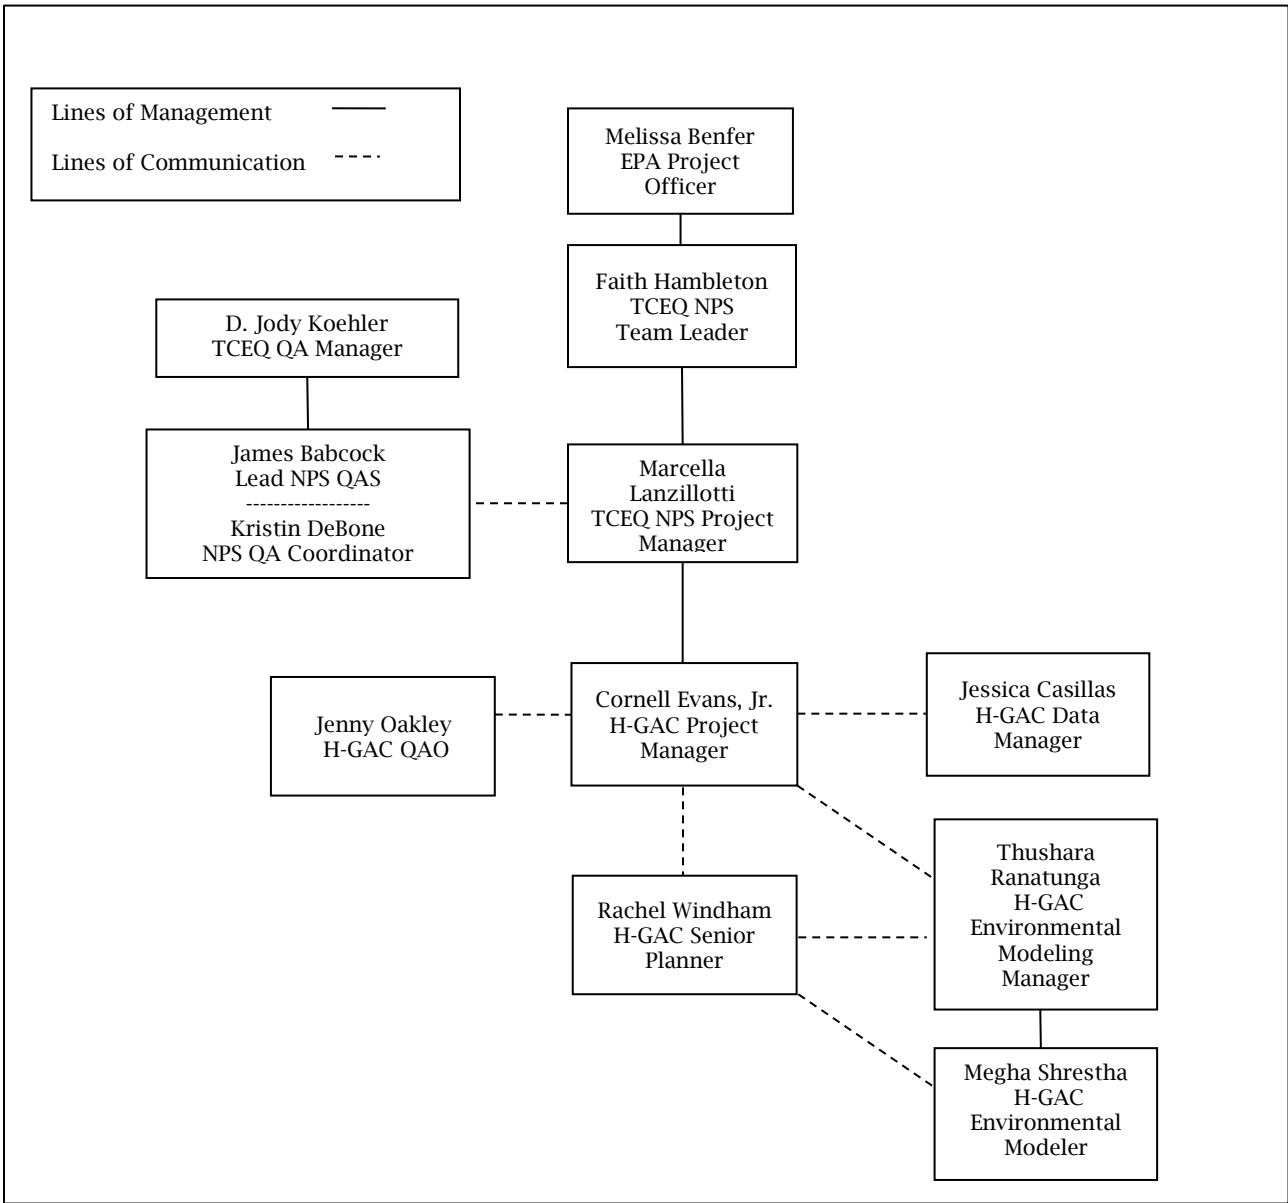 Lines of Management
Lines of Communication
Melissa Benfer
EPA Project
Officer
Faith Hambleton
TCEQ NPS
Team Leader
D. Jody Koehler
TCEQ QA Manager
James Babcock
Lead NPS QAS
------------------
Kristin DeBone
NPS QA Coordinator
Marcella
Lanzillotti
TCEQ NPS Project
Manager
Jenny Oakley
H-GAC QAO
Cornell Evans, Jr.
H-GAC Project
Manager
Jessica Casillas
H-GAC Data
Manager
Rachel Windham
H-GAC Senior
Planner
Thushara
Ranatunga
H-GAC
Environmental
Modeling
Manager
Megha Shrestha
H-GAC
Environmental
Modeler